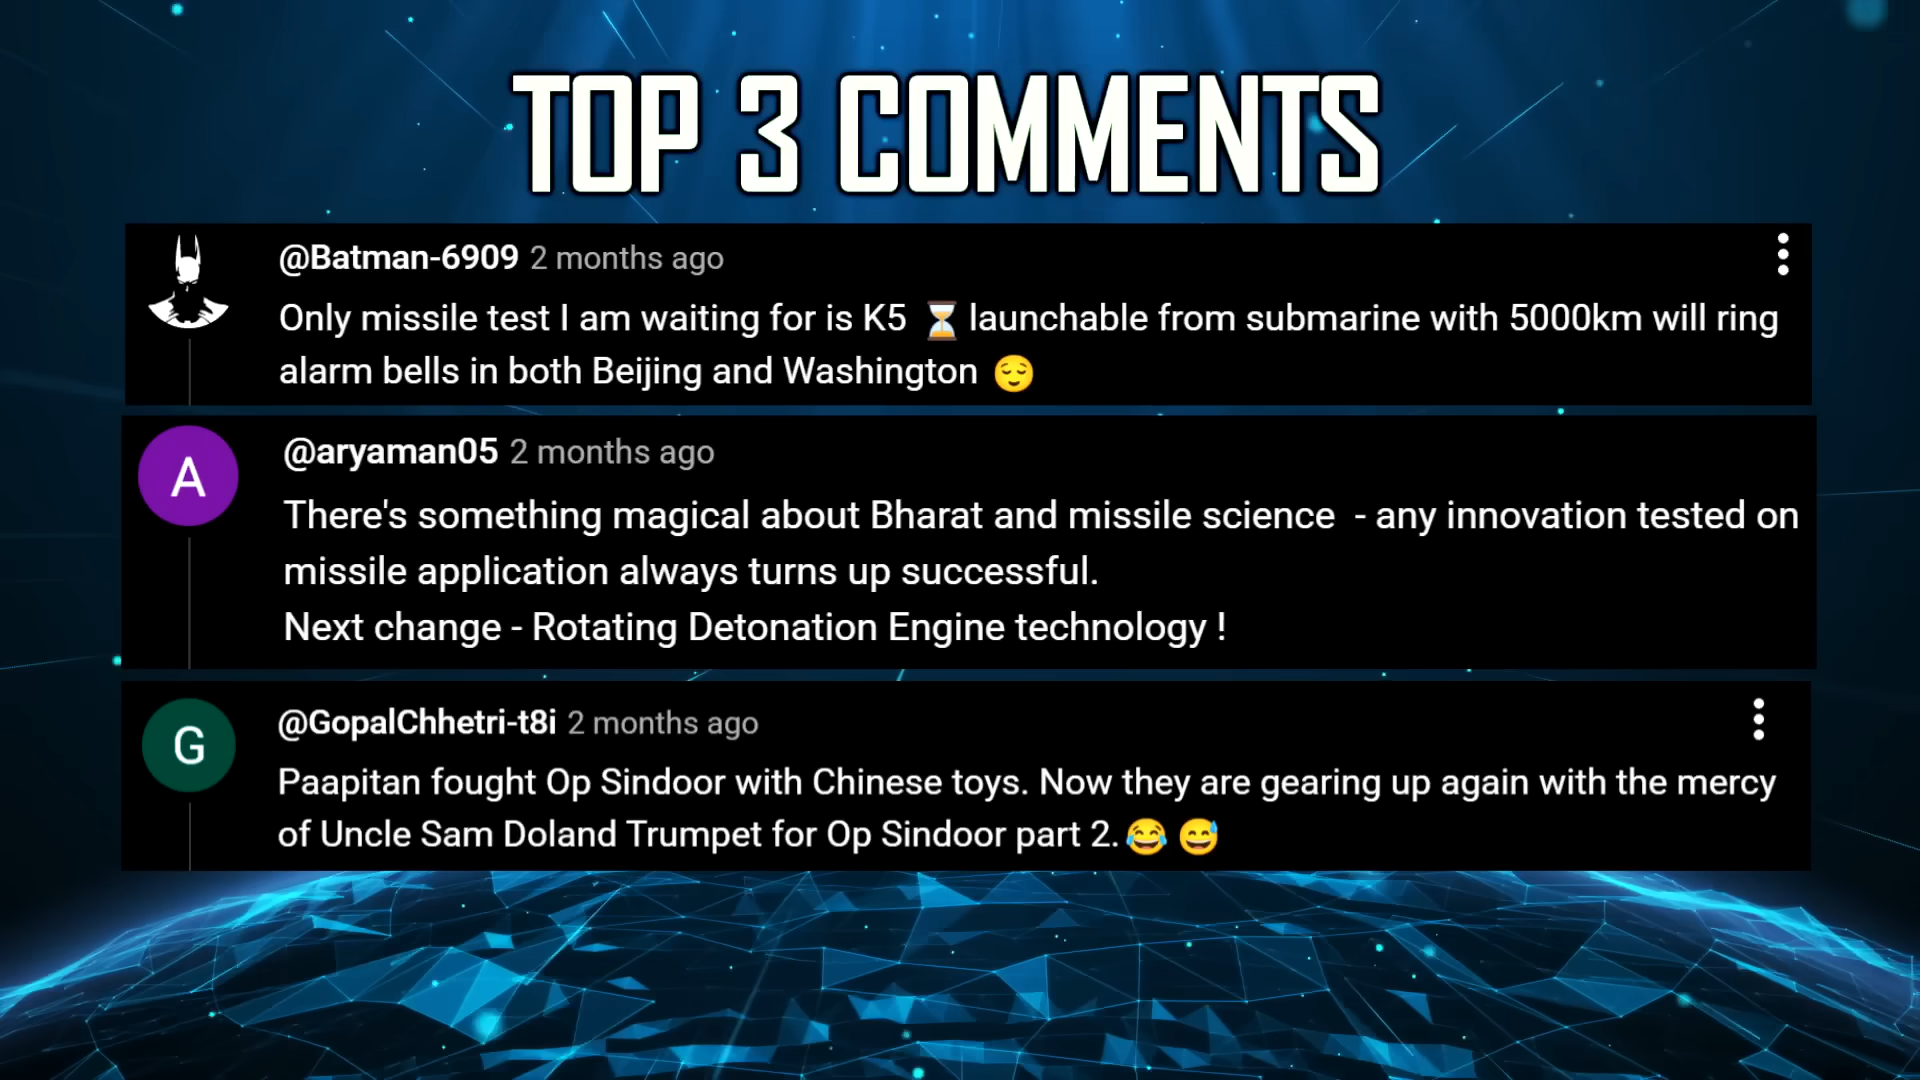 TOP 3 COMMENTS
@Batman-6909 2 months ago
Only missile test I am waiting for is K5 ⏳ launchable from submarine with 5000km will ring
alarm bells in both Beijing and Washington 😌
A
@aryaman05 2 months ago
There's something magical about Bharat and missile science - any innovation tested on
missile application always turns up successful.
Next change - Rotating Detonation Engine technology !
G
@GopalChhetri-t8i 2 months ago
Paapitan fought Op Sindoor with Chinese toys. Now they are gearing up again with the mercy
of Uncle Sam Doland Trumpet for Op Sindoor part 2.😂 😅